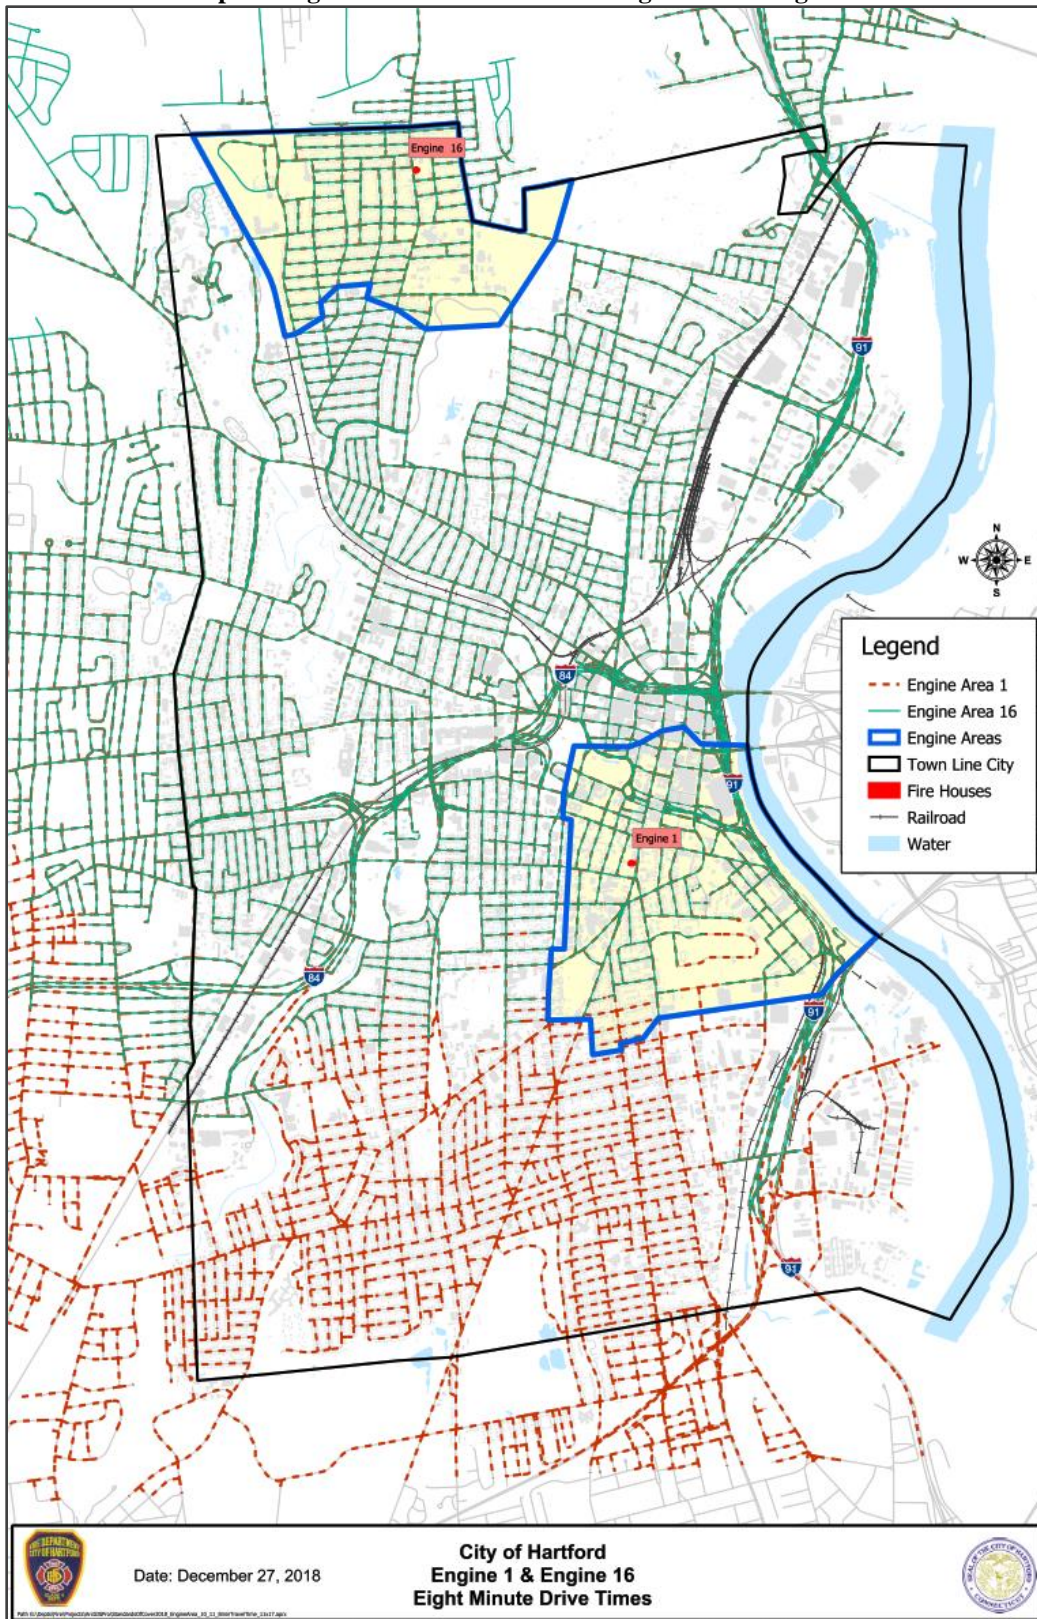 Engine 16
91
N
W E
S
Legend
Engine Area 1
Engine Area 16
Engine Areas
Town Line City
Fire Houses
Railroad
Water
84
91
Engine 1
84
91
91
Date: December 27, 2018
City of Hartford
Engine 1 & Engine 16
Eight Minute Drive Times